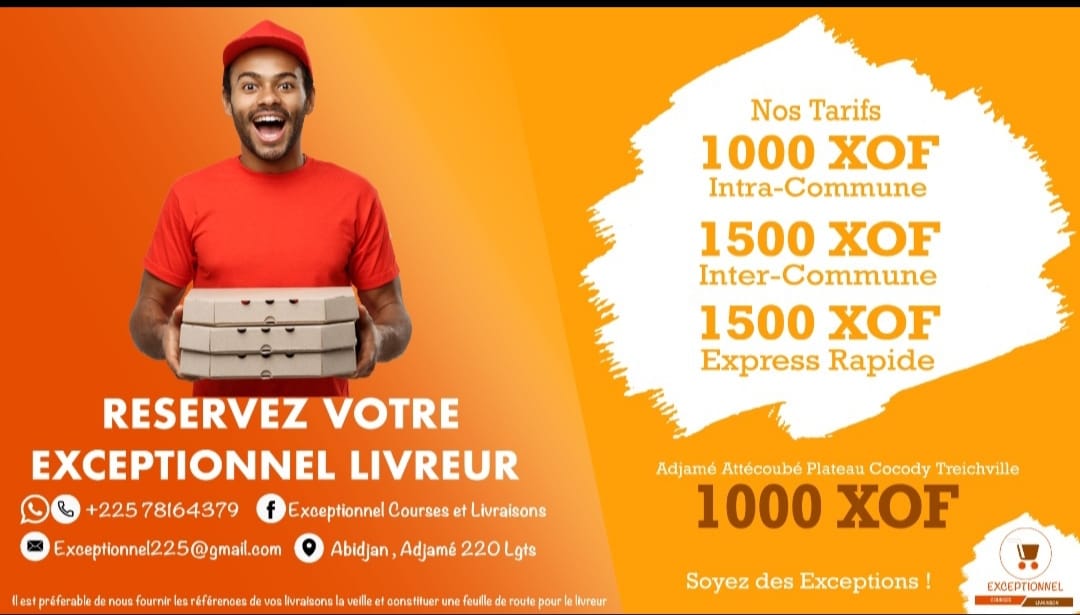 RESERVEZ VOTRE
EXCEPTIONNEL LIVREUR
+225 78164379 Exceptionnel Courses et Livraisons
Exceptionnel225@gmail.com Abidjan , Adjamé 220 Lgts
Il est préferable de nous fournir les références de vos livraisons la veille et constituer une feuille de route pour le livreur
Nos Tarifs
1000 XOF
Intra-Commune
1500 XOF
Inter-Commune
1500 XOF
Express Rapide
Adjamé Attécoubé Plateau Cocody Treichville
1000 XOF
Soyez des Exceptions !
EXCEPTIONNEL
COURSES LIVRAISON